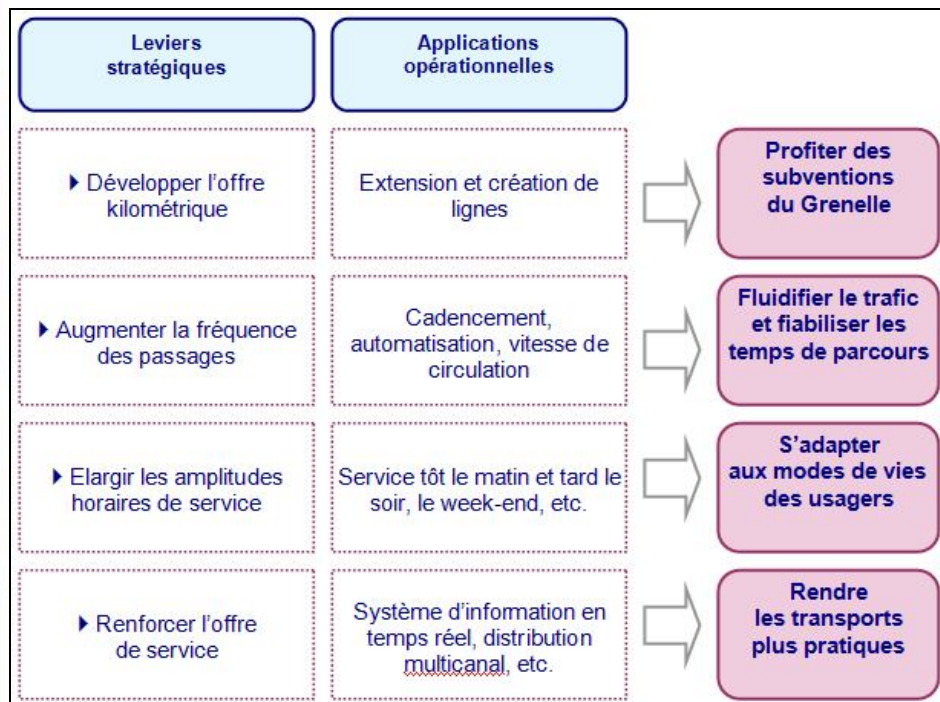 Leviers
stratégiques
Applications
opérationnelles
Développer l’offre
kilométrique
Extension et création de
lignes
Profiter des
subventions
du Grenelle
Augmenter la fréquence
des passages
Cadencement,
automatisation, vitesse de
circulation
Fluidifier le trafic
et fiabiliser les
temps de parcours
Elargir les amplitudes
horaires de service
Service tôt le matin et tard le
soir, le week-end, etc.
S’adapter
aux modes de vies
des usagers
Renforcer l’offre
de service
Système d’information en
temps réel, distribution
multicanal, etc.
Rendre
les transports
plus pratiques